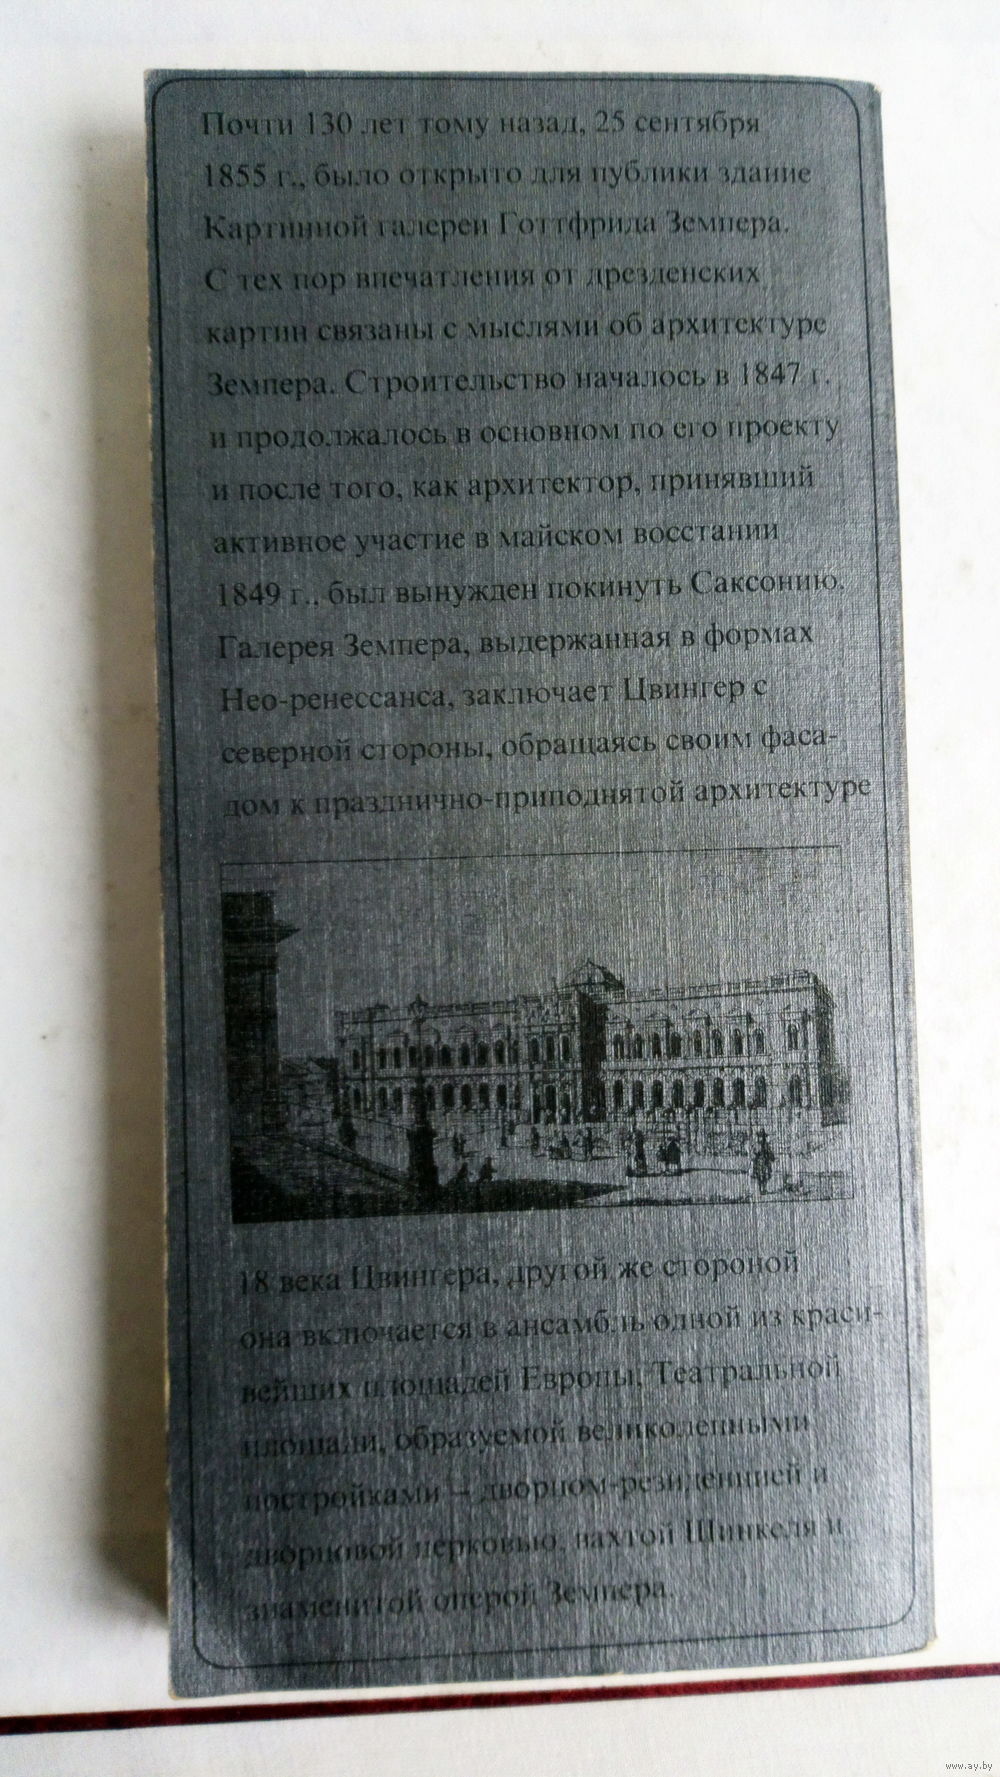 Почти 130 лет тому назад, 25 сентября
1855 г., было открыто для публики здание
Картинной галереи Готтфрида Земпера.
С тех пор впечатления от дрезденских
картин связаны с мыслями об архитектуре
Земпера. Строительство началось в 1847 г.
и продолжалось в основном по его проекту
и после того, как архитектор, принявший
активное участие в майском восстании
1849 г., был вынужден покинуть Саксонию.
Галерея Земпера, выдержанная в формах
Нео-ренессанса, заключает Цвингер с
северной стороны, обращаясь своим фаса-
дом к празднично-приподнятой архитектуре
18 века Цвингера, другой же стороной
она включается в ансамбль одной из краси-
вейших площадей Европы, Театральной
площади, образуемой великолепными
постройками – дворцом-резиденцией и
дворцовой церковью, вахтой Шинкеля и
знаменитой оперой Земпера.
www.ay.by